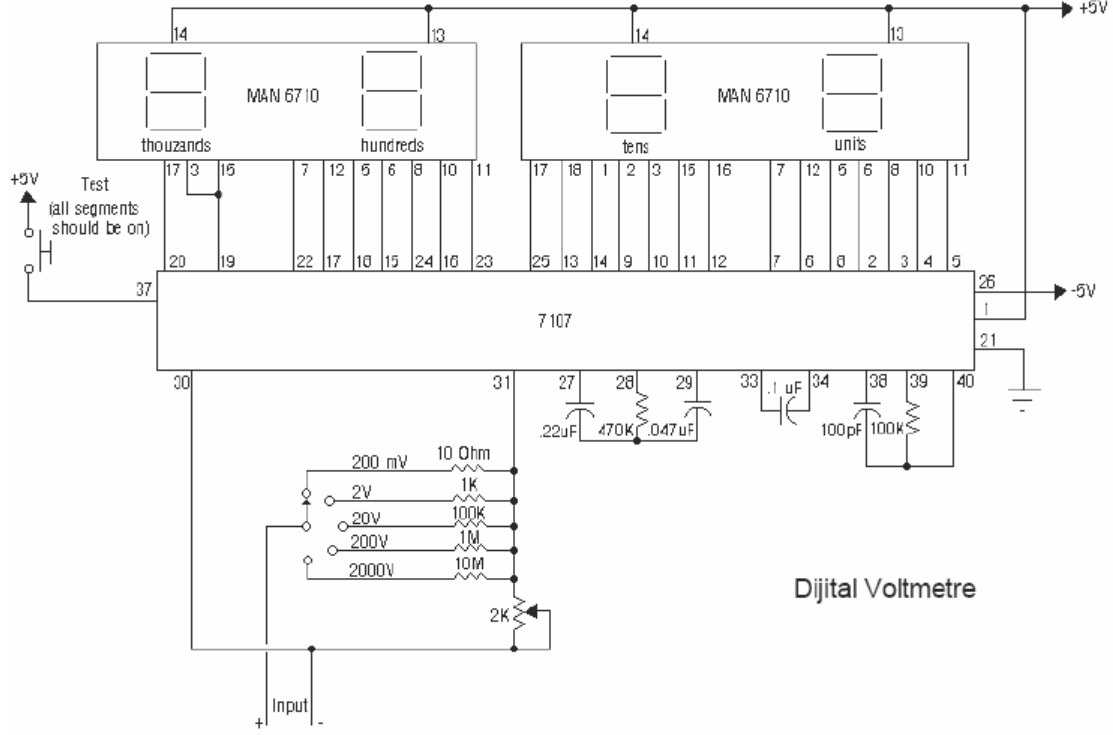 +5V
14 13 14 13
MAN 6710 MAN 6710
thouzands hundreds tens units
17 3 15 7 12 5 6 8 10 11 17 18 1 2 3 15 16 7 12 5 6 8 10 11
+5V
Test
(all segments
should be on)
20 19 22 17 16 15 24 16 23 25 13 14 9 10 11 12 7 6 8 2 3 4 5
37 26
-5V
7107 1
21
30 31 27 28 29 33 34 38 39 40
.1 uF
.22uF 470K .047uF 100pF 100K
200 mV 10 Ohm
2V 1K
20V 100K
200V 1M
2000V 10M
Dijital Voltmetre
2K
Input
+ -